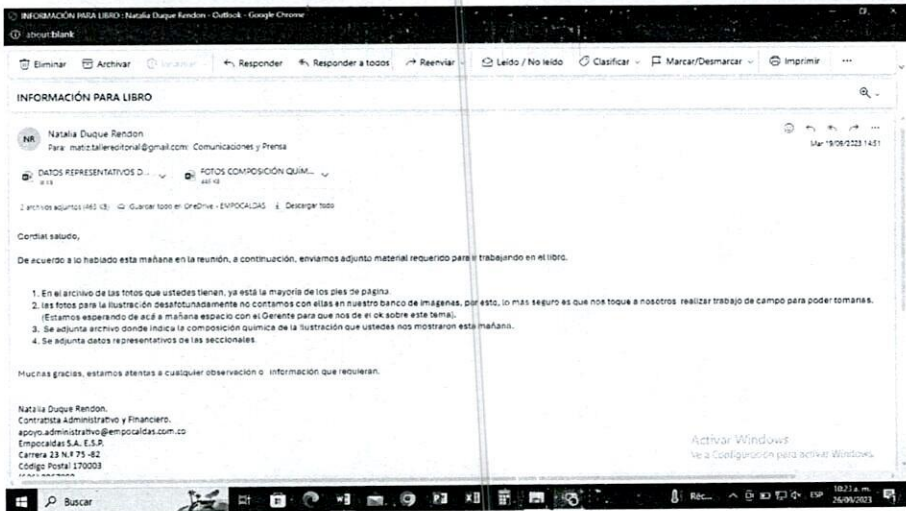 INFORMACIÓN PARA LIBRO : Natalia Duque Rendon - Outlook - Google Chrome
about:blank
Eliminar Archivar Responder Responder a todos Reenviar Leído / No leído Clasificar Marcar/Desmarcar Imprimir ...
INFORMACIÓN PARA LIBRO
NR
Natalia Duque Rendon
Para: matiz.tallereditorial@gmail.com; Comunicaciones y Prensa
Mar 19/09/2023 14:51
DATOS REPRESENTATIVOS D...
FOTOS COMPOSICIÓN QUÍM...
2 archivos adjuntos (465 KB) Guardar todo en OneDrive - EMPOCALDAS Descargar todo
Cordial saludo,
De acuerdo a lo hablado esta mañana en la reunión, a continuación, enviamos adjunto material requerido para ir trabajando en el libro.
1. En el archivo de las fotos que ustedes tienen, ya está la mayoría de los pies de página.
2. las fotos para la ilustración desafotunadamente no contamos con ellas en nuestro banco de imágenes, por esto, lo más seguro es que nos toque a nosotros realizar trabajo de campo para poder tomarlas.
(Estamos esperando de acá a mañana espacio con el Gerente para que nos de el ok sobre este tema).
3. Se adjunta archivo donde indica la composición química de la ilustración que ustedes nos mostraron esta mañana.
4. Se adjunta datos representativos de las seccionales.
Muchas gracias, estamos atentas a cualquier observación o información que requieran.
Natalia Duque Rendon.
Contratista Administrativo y Financiero.
apoyo.administrativo@empocaldas.com.co
Empocaldas S.A. E.S.P.
Carrera 23 N.º 75 -82
Código Postal 170003
Activar Windows
Ve a Configuración para activar Windows.
Buscar
Rec... ESP 10:21 a. m.
26/09/2023